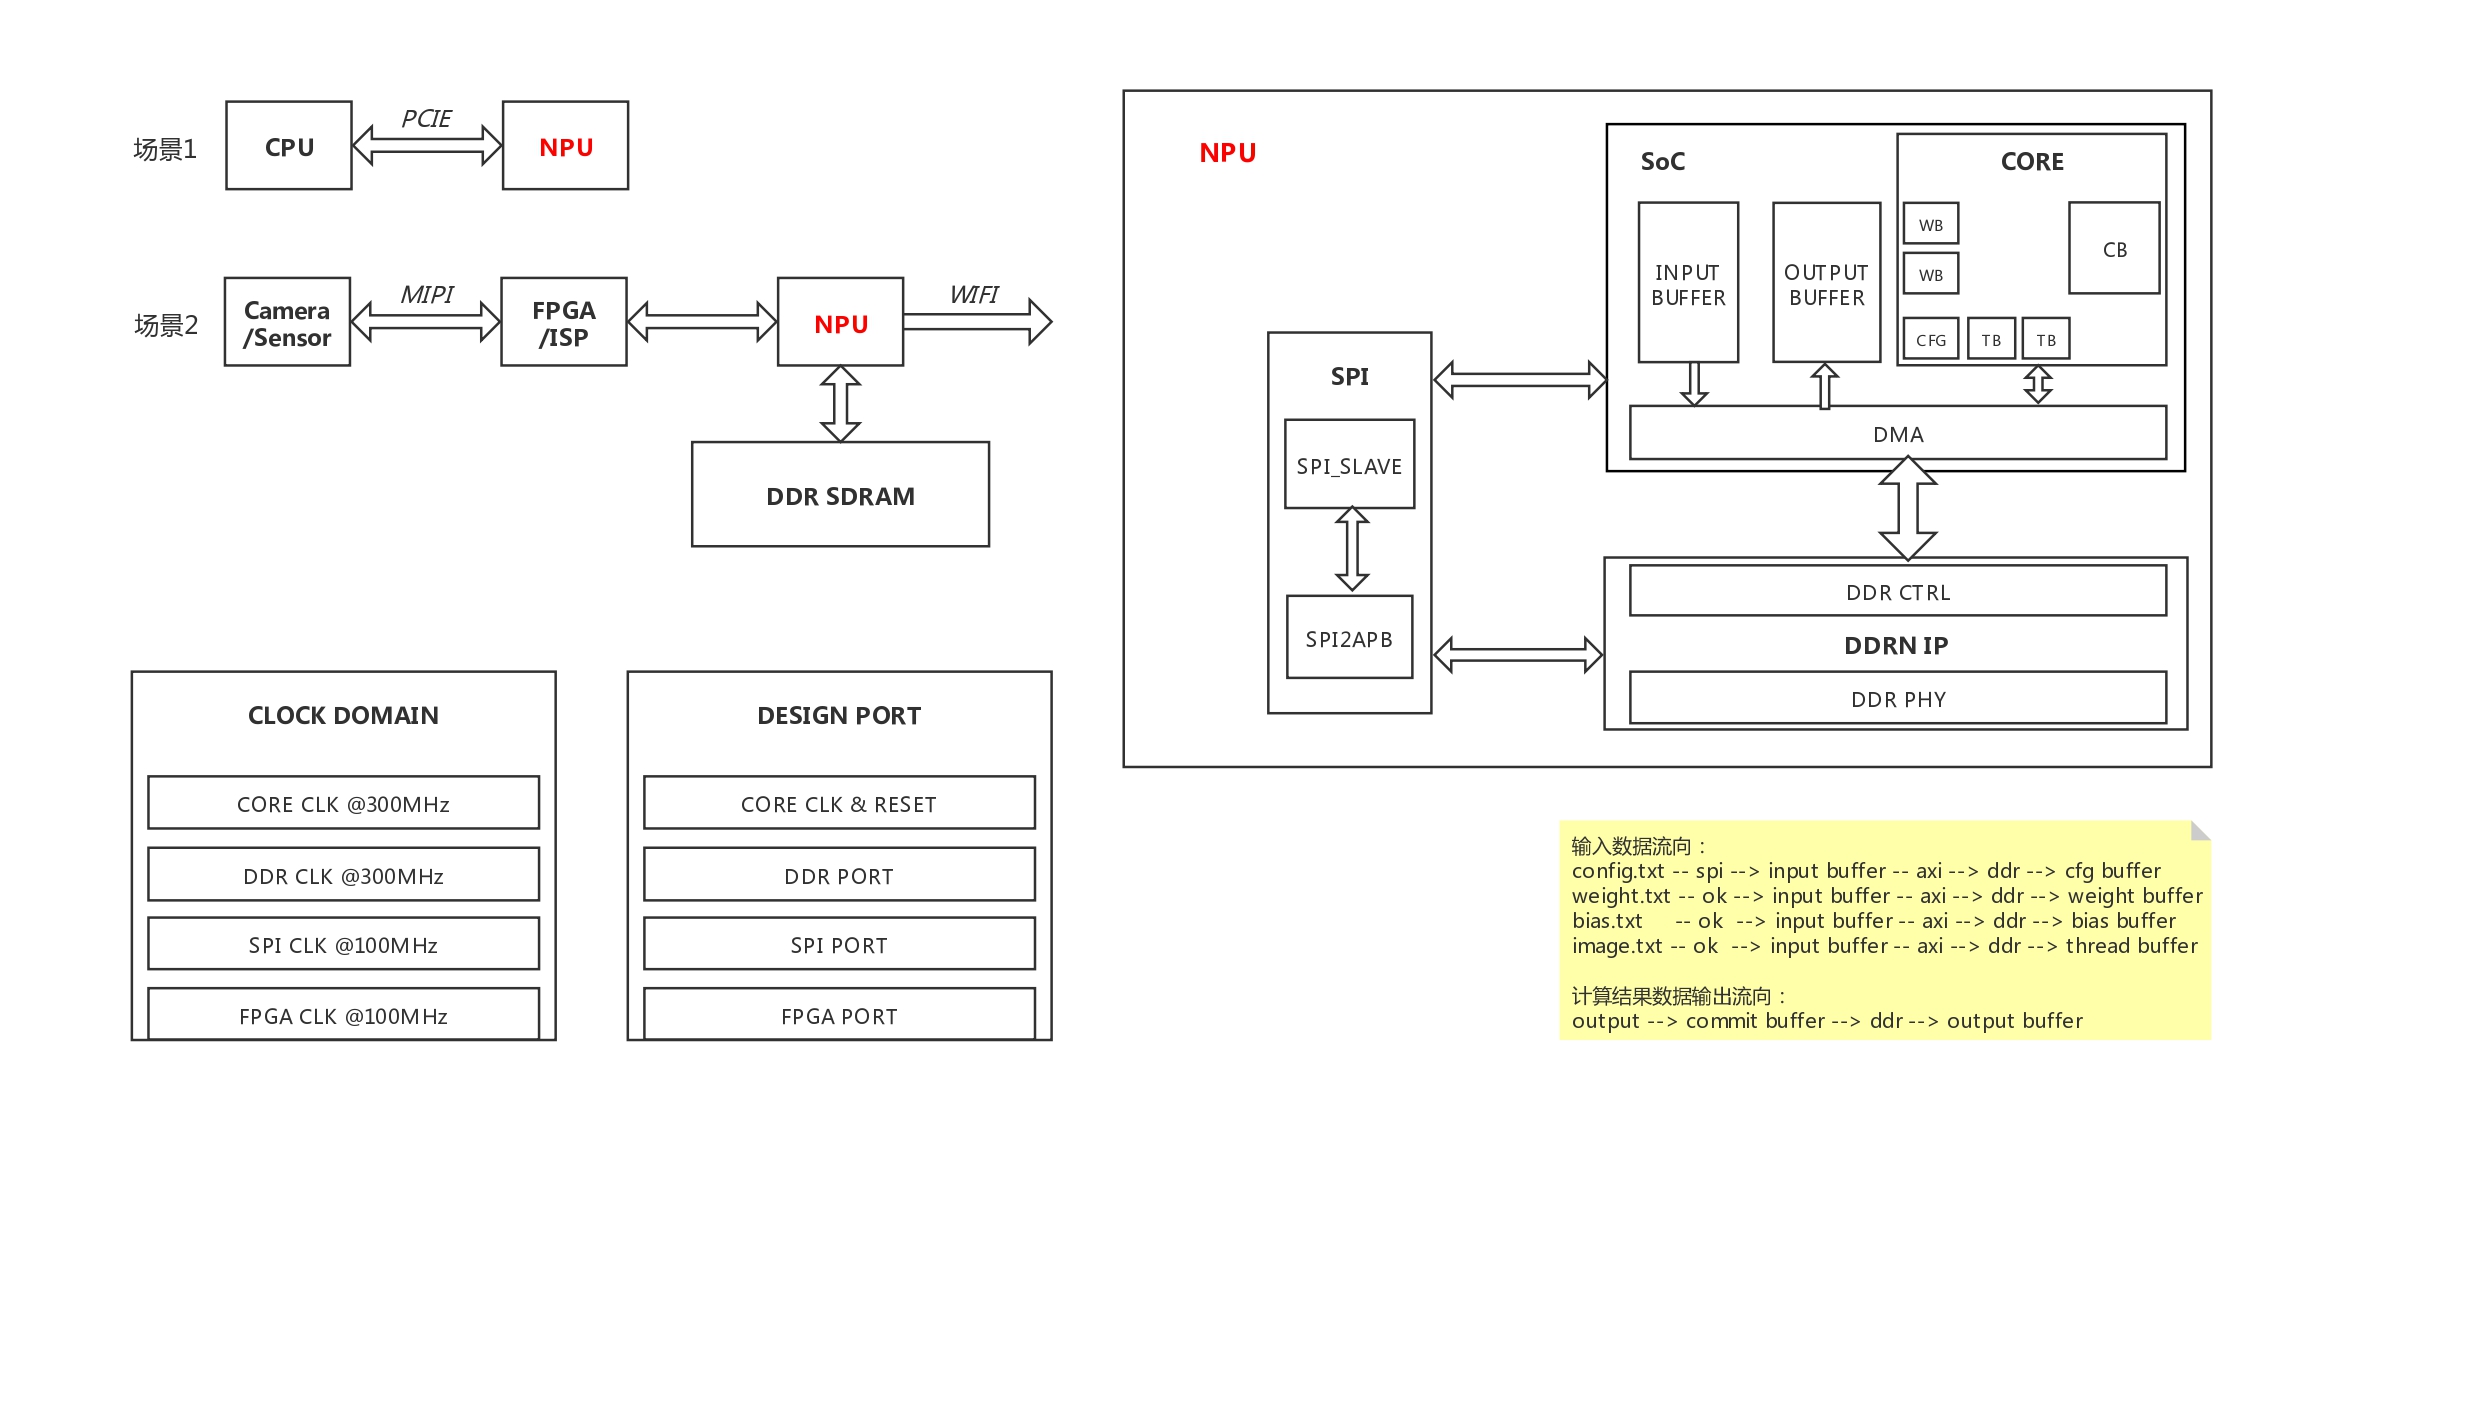 场景1
CPU
PCIE
NPU
场景2
Camera
/Sensor
MIPI
FPGA
/ISP
NPU
WIFI
DDR SDRAM
CLOCK DOMAIN
CORE CLK @300MHz
DDR CLK @300MHz
SPI CLK @100MHz
FPGA CLK @100MHz
DESIGN PORT
CORE CLK & RESET
DDR PORT
SPI PORT
FPGA PORT
NPU
SPI
SPI_SLAVE
SPI2APB
SoC
INPUT
BUFFER
OUTPUT
BUFFER
CORE
WB
WB
CB
CFG
TB
TB
DMA
DDR CTRL
DDRN IP
DDR PHY
输入数据流向：
config.txt -- spi --> input buffer -- axi --> ddr --> cfg buffer
weight.txt -- ok --> input buffer -- axi --> ddr --> weight buffer
bias.txt -- ok --> input buffer -- axi --> ddr --> bias buffer
image.txt -- ok --> input buffer -- axi --> ddr --> thread buffer
计算结果数据输出流向：
output --> commit buffer --> ddr --> output buffer